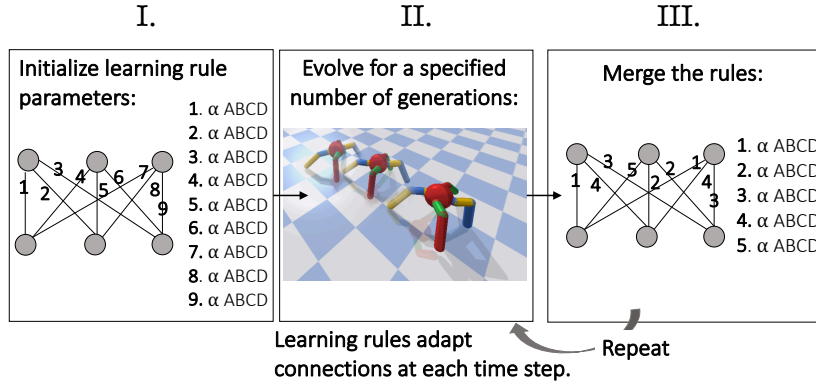 I.
II.
III.
Initialize learning rule
parameters:
1. α ABCD
2. α ABCD
3. α ABCD
4. α ABCD
5. α ABCD
6. α ABCD
7. α ABCD
8. α ABCD
9. α ABCD
1
2
3
4
5
6
7
8
9
Evolve for a specified
number of generations:
Learning rules adapt
connections at each time step.
Merge the rules:
1
4
3
5
2
2
1
4
3
1. α ABCD
2. α ABCD
3. α ABCD
4. α ABCD
5. α ABCD
Repeat